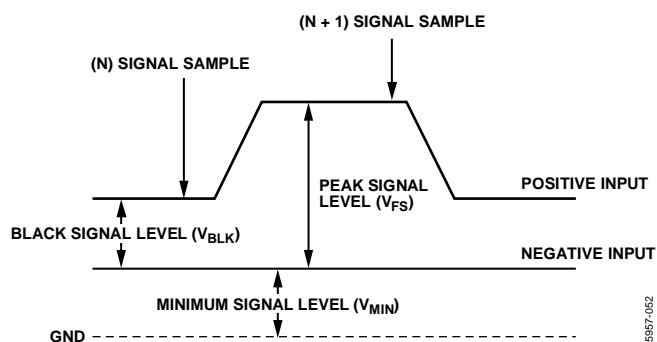 (N + 1) SIGNAL SAMPLE
(N) SIGNAL SAMPLE
PEAK SIGNAL
LEVEL (VFS)
POSITIVE INPUT
BLACK SIGNAL LEVEL (VBLK)
NEGATIVE INPUT
MINIMUM SIGNAL LEVEL (VMIN)
GND
5957-052